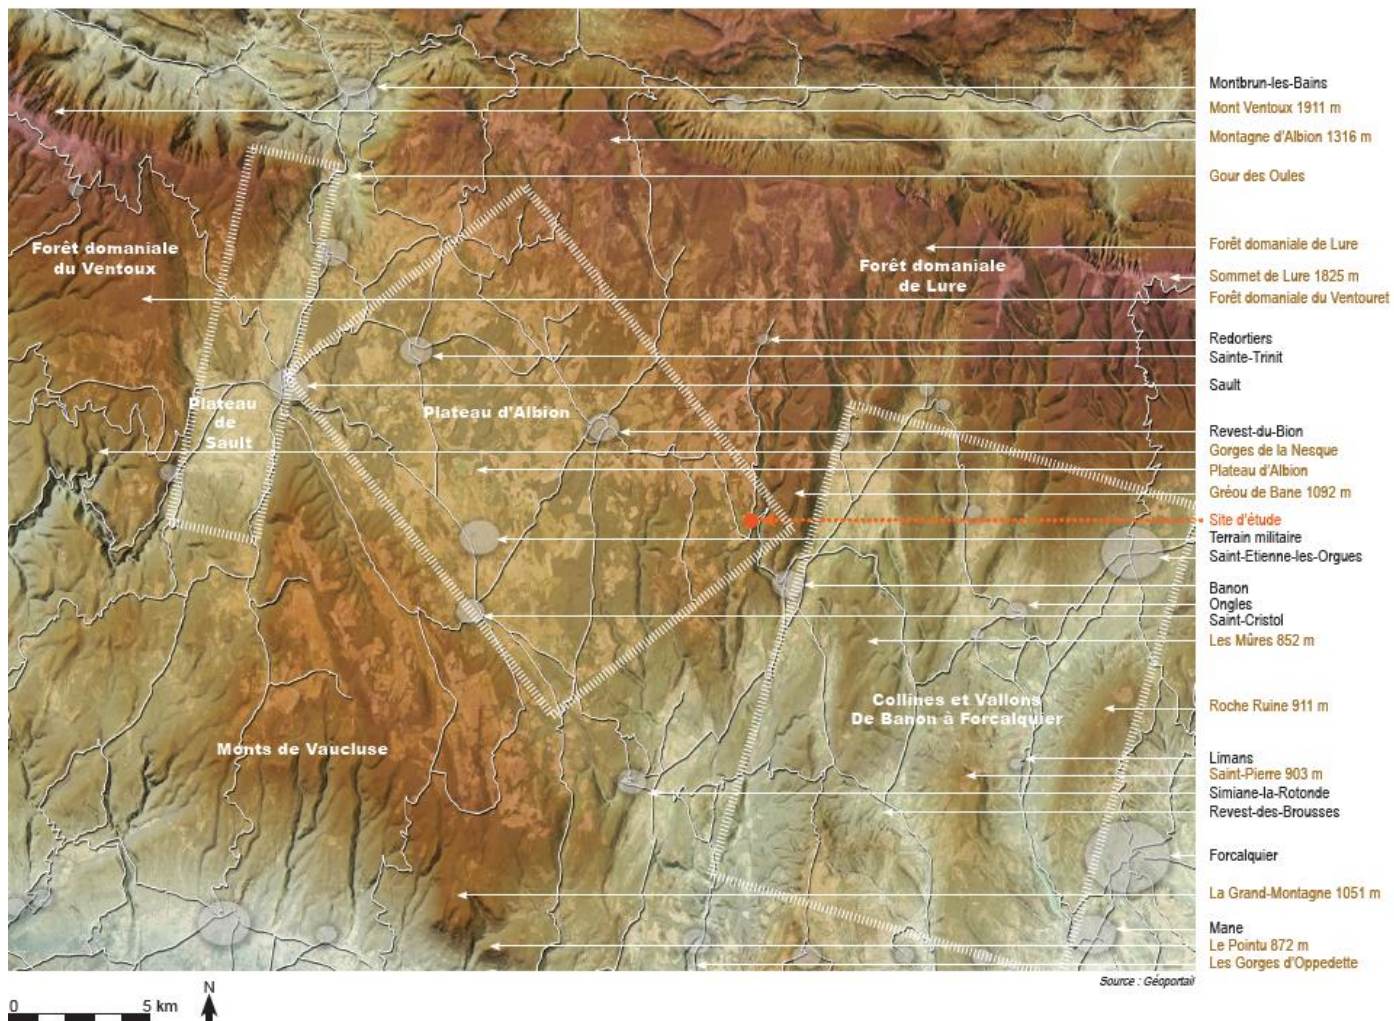 Montbrun-les-Bains
Mont Ventoux 1911 m
Montagne d'Albion 1316 m
Gour des Oules
Forêt domaniale
du Ventoux
Forêt domaniale
de Lure
Forêt domaniale de Lure
Sommet de Lure 1825 m
Forêt domaniale du Ventouret
Redortiers
Sainte-Trinit
Sault
Plateau
de
Sault
Plateau d'Albion
Revest-du-Bion
Gorges de la Nesque
Plateau d'Albion
Gréou de Bane 1092 m
Site d'étude
Terrain militaire
Saint-Etienne-les-Orgues
Banon
Ongles
Saint-Cristol
Les Mûres 852 m
Collines et Vallons
De Banon à Forcalquier
Roche Ruine 911 m
Monts de Vaucluse
Limans
Saint-Pierre 903 m
Simiane-la-Rotonde
Revest-des-Brousses
Forcalquier
La Grand-Montagne 1051 m
Mane
Le Pointu 872 m
Les Gorges d'Oppedette
Source : Géoportail
N
0 5 km